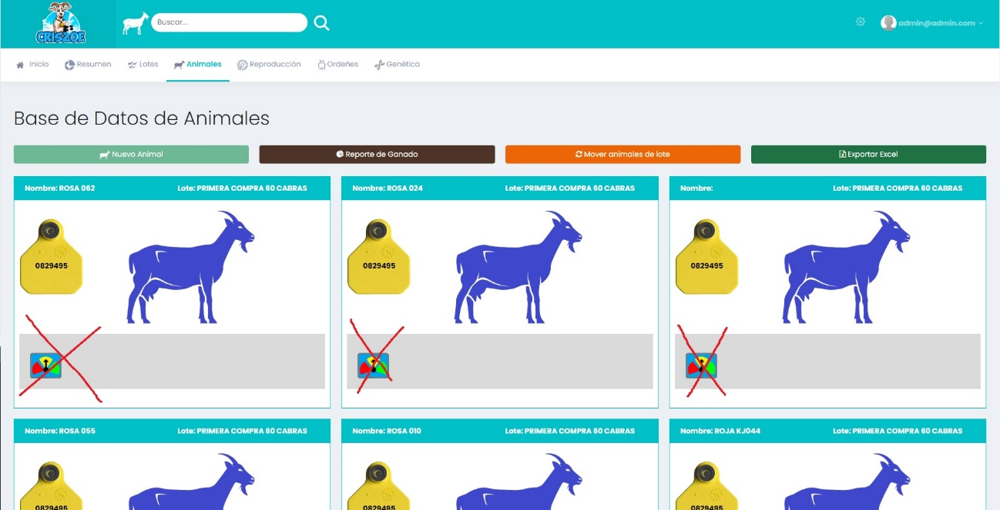 CRISZOE
Buscar...
admin@admin.com
Inicio
Resumen
Lotes
Animales
Reproducción
Ordeñes
Genética
Base de Datos de Animales
Nuevo Animal
Reporte de Ganado
Mover animales de lote
Exportar Excel
Nombre: ROSA 062 Lote: PRIMERA COMPRA 60 CABRAS
0829495
Nombre: ROSA 024 Lote: PRIMERA COMPRA 60 CABRAS
0829495
Nombre: Lote: PRIMERA COMPRA 60 CABRAS
0829495
Nombre: ROSA 055 Lote: PRIMERA COMPRA 60 CABRAS
0829495
Nombre: ROSA 010 Lote: PRIMERA COMPRA 60 CABRAS
0829495
Nombre: ROJA KJ044 Lote: PRIMERA COMPRA 60 CABRAS
0829495